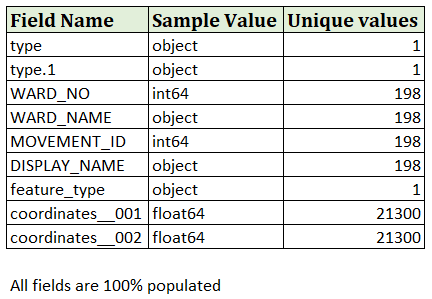 Field Name Sample Value Unique values
type object 1
type.1 object 1
WARD_NO int64 198
WARD_NAME object 198
MOVEMENT_ID int64 198
DISPLAY_NAME object 198
feature_type object 1
coordinates__001 float64 21300
coordinates__002 float64 21300
All fields are 100% populated